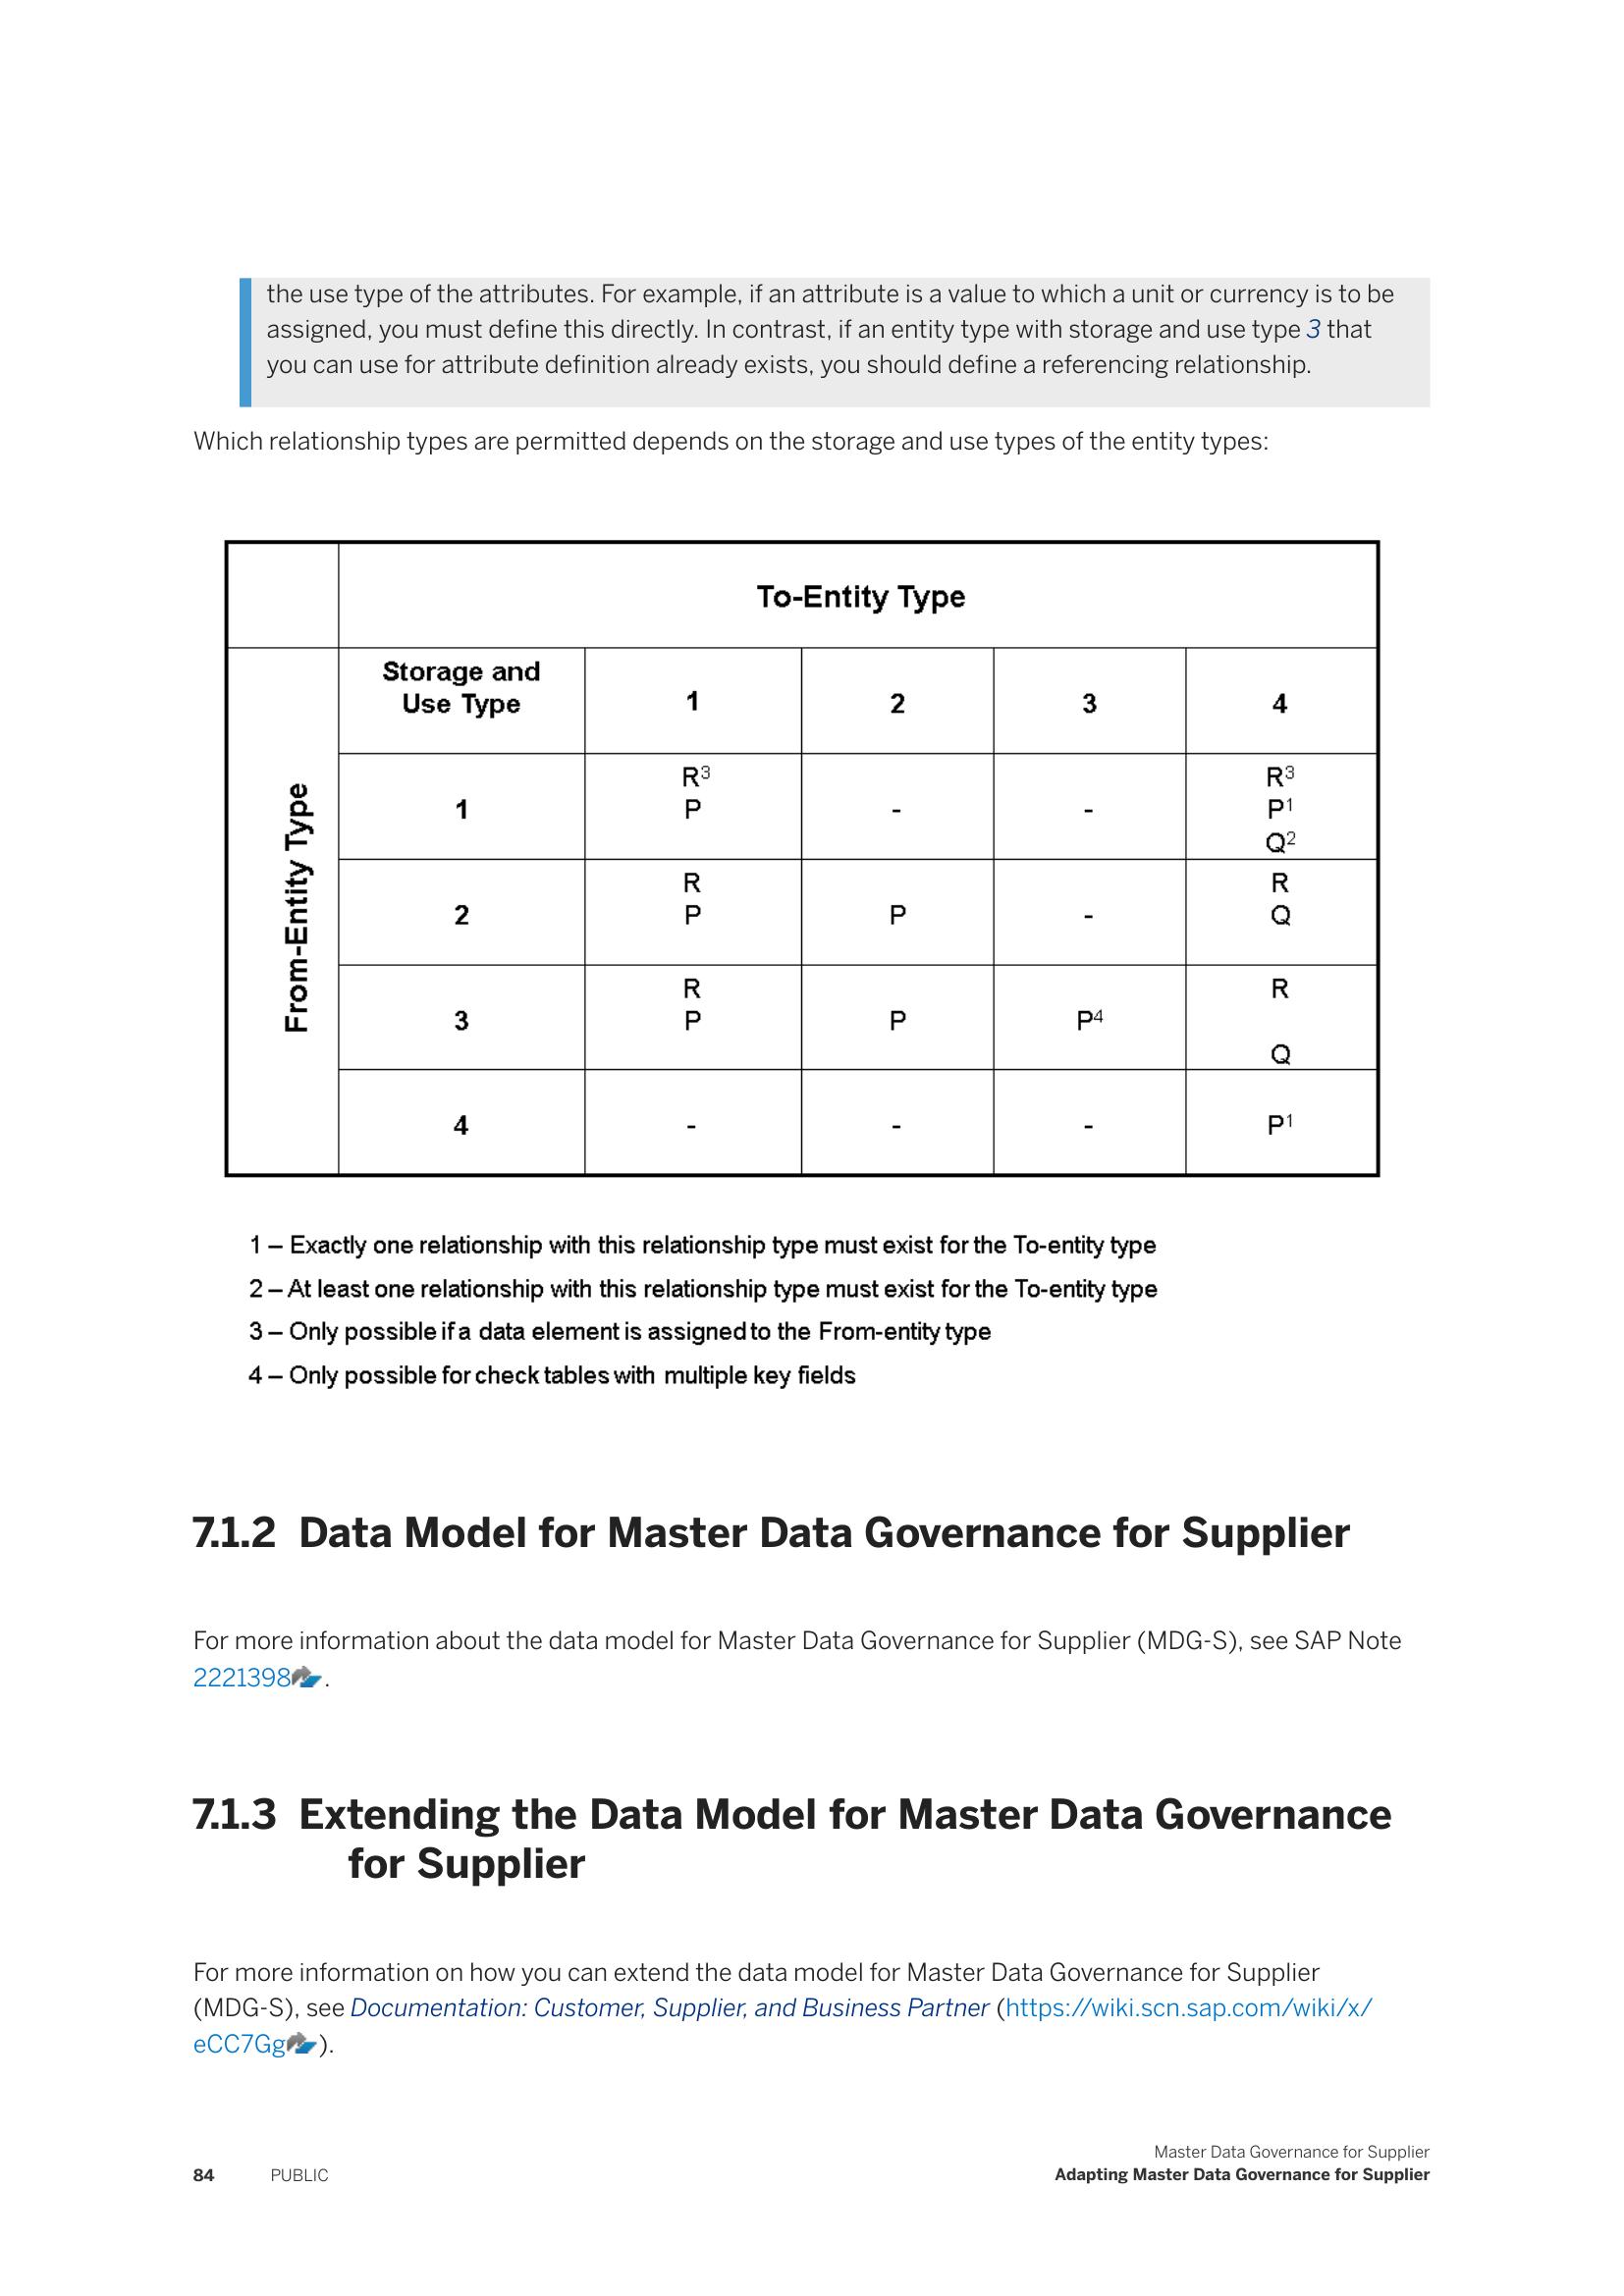 the use type of the attributes. For example, if an attribute is a value to which a unit or currency is to be
assigned, you must define this directly. In contrast, if an entity type with storage and use type 3 that
you can use for attribute definition already exists, you should define a referencing relationship.
Which relationship types are permitted depends on the storage and use types of the entity types:
To-Entity Type
From-Entity Type
Storage and
Use Type
1 2 3 4
1 R³ P - - R³ P¹ Q²
2 R P P - R Q
3 R P P P⁴ R Q
4 - - - P¹
1 – Exactly one relationship with this relationship type must exist for the To-entity type
2 – At least one relationship with this relationship type must exist for the To-entity type
3 – Only possible if a data element is assigned to the From-entity type
4 – Only possible for check tables with multiple key fields
7.1.2 Data Model for Master Data Governance for Supplier
For more information about the data model for Master Data Governance for Supplier (MDG-S), see SAP Note
2221398.
7.1.3 Extending the Data Model for Master Data Governance
for Supplier
For more information on how you can extend the data model for Master Data Governance for Supplier
(MDG-S), see Documentation: Customer, Supplier, and Business Partner (https://wiki.scn.sap.com/wiki/x/
eCC7Gg).
Master Data Governance for Supplier
84 PUBLIC Adapting Master Data Governance for Supplier